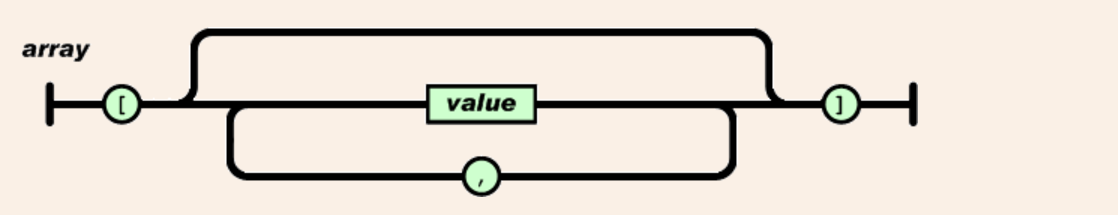 array
[ value ]
,